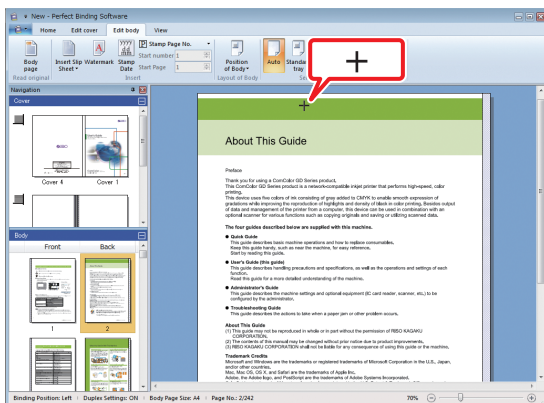 New - Perfect Binding Software
Home Edit cover Edit body View
Body page
Insert Slip Sheet
Watermark
Stamp Date
Stamp Page No.
Start number 1
Start Page 1
Position of Body
Auto
Standard tray
Read original Insert Layout of Body
Navigation
Cover
Cover 4 Cover 1
Body
Front Back
1 2
About This Guide
Preface
Thank you for using a ComColor GD Series product,
This ComColor GD Series product is a network-compatible inkjet printer that performs high-speed, color
printing.
This device uses five colors of ink consisting of gray added to CMYK to enable smooth expression of
gradations while improving the reproduction of highlights and density of black in color printing. Besides output
of data and management of the printer from a computer, this device can be used in combination with an
optional scanner for various functions such as copying originals and saving or utilizing scanned data.
The four guides described below are supplied with this machine.
● Quick Guide
This guide describes basic machine operations and how to replace consumables.
Keep this guide handy, such as near the machine, for easy reference.
Start by reading this guide.
● User's Guide (this guide)
This guide describes handling precautions and specifications, as well as the operations and settings of each
function.
Read this guide for a more detailed understanding of the machine.
● Administrator's Guide
This guide describes the machine settings and optional equipment (IC card reader, scanner, etc.) to be
configured by the administrator.
● Troubleshooting Guide
This guide describes the actions to take when a paper jam or other problem occurs.
About This Guide
(1) This guide may not be reproduced in whole or in part without the permission of RISO KAGAKU
CORPORATION.
(2) The contents of this manual may be changed without prior notice due to product improvements.
(3) RISO KAGAKU CORPORATION shall not be liable for any consequence of using this guide or the machine.
Trademark Credits
Microsoft and Windows are the trademarks or registered trademarks of Microsoft Corporation in the U.S., Japan,
and/or other countries.
Mac, Mac OS, OS X, and Safari are the trademarks of Apple Inc.
Adobe, the Adobe logo, and PostScript are the trademarks of Adobe Systems Incorporated.
Binding Position: Left Duplex Settings: ON Body Page Size: A4 Page No.: 2/242 70%